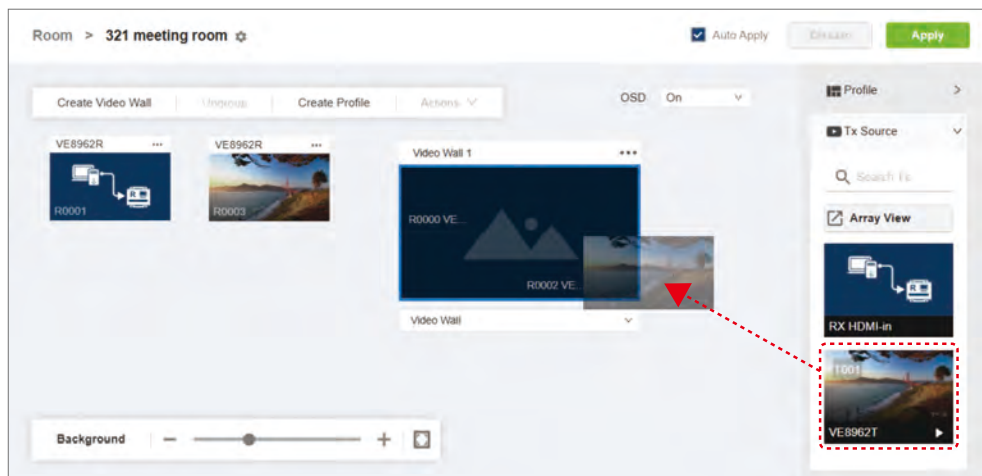 Room > 321 meeting room
Auto Apply
Apply
Create Video Wall
Ungroup
Create Profile
Actions
OSD On
Profile >
Tx Source
VE8962R ...
R0001
VE8962R ...
R0003
Video Wall 1 ...
R0000 VE...
R0002 VE...
Video Wall
Array View
R
RX HDMI-in
T001
VE8962T
Background